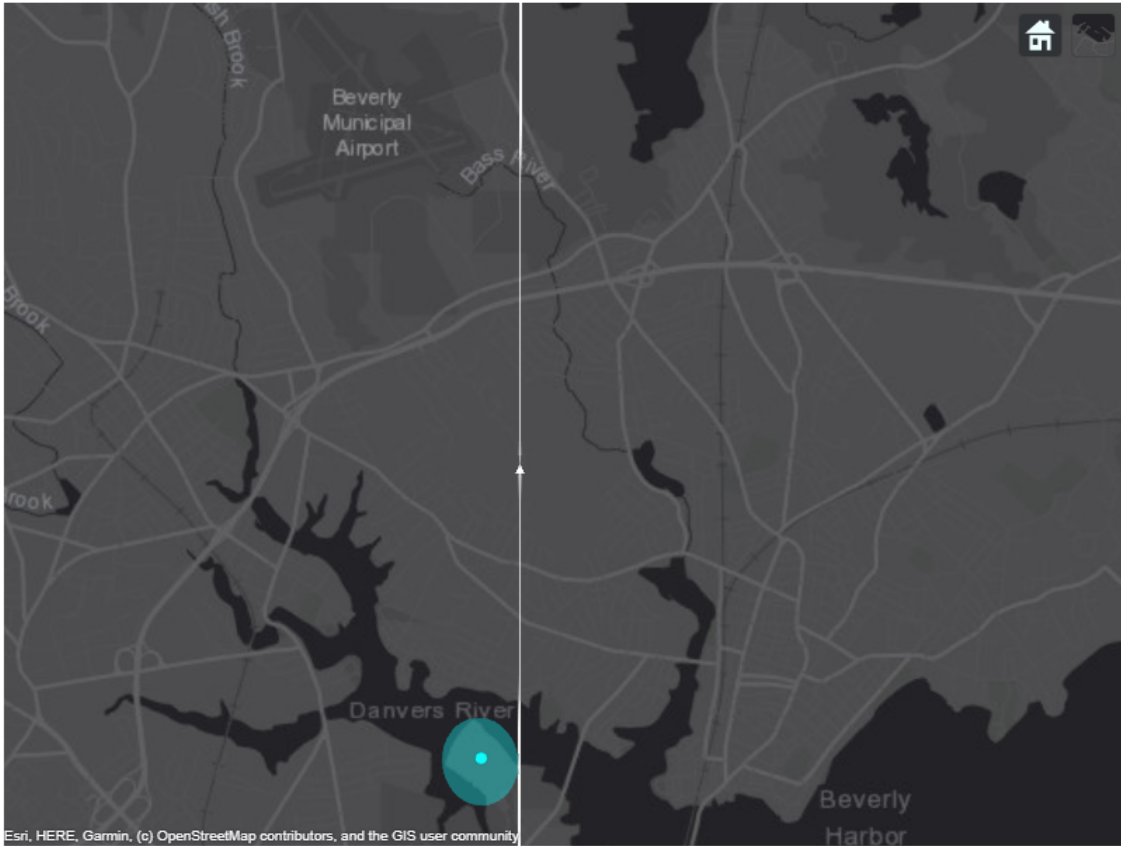 sh Brook
Beverly
Municipal
Airport
Bass River
Brook
rook
Danvers River
Beverly
Harbor
Esri, HERE, Garmin, (c) OpenStreetMap contributors, and the GIS user community